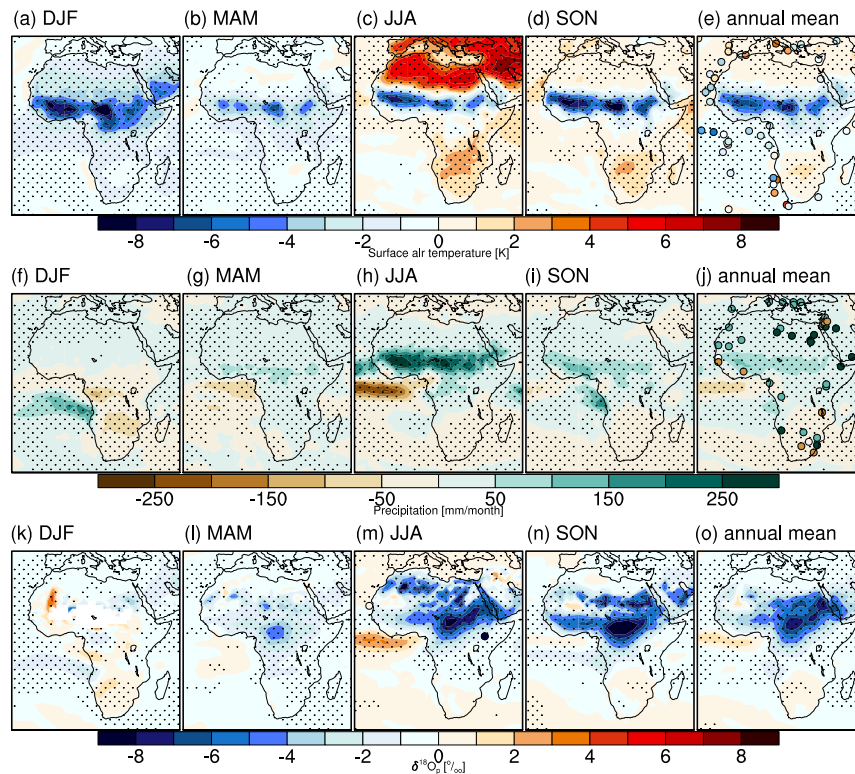 (a) DJF (b) MAM (c) JJA (d) SON (e) annual mean
-8 -6 -4 -2 0 2 4 6 8
Surface air temperature [K]
(f) DJF (g) MAM (h) JJA (i) SON (j) annual mean
-250 -150 -50 50 150 250
Precipitation [mm/month]
(k) DJF (l) MAM (m) JJA (n) SON (o) annual mean
-8 -6 -4 -2 0 2 4 6 8
δ¹⁸Oₚ [⁰/₀₀]